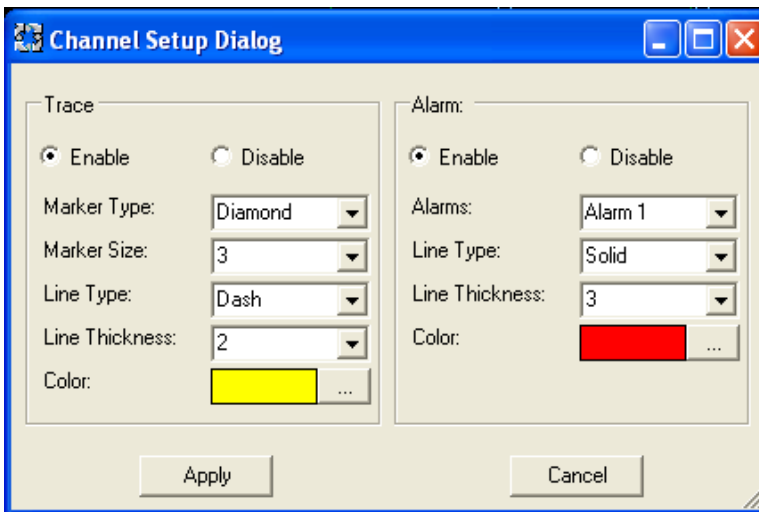 Channel Setup Dialog
Trace
Enable Disable
Marker Type: Diamond
Marker Size: 3
Line Type: Dash
Line Thickness: 2
Color: ...
Alarm:
Enable Disable
Alarms: Alarm 1
Line Type: Solid
Line Thickness: 3
Color: ...
Apply Cancel